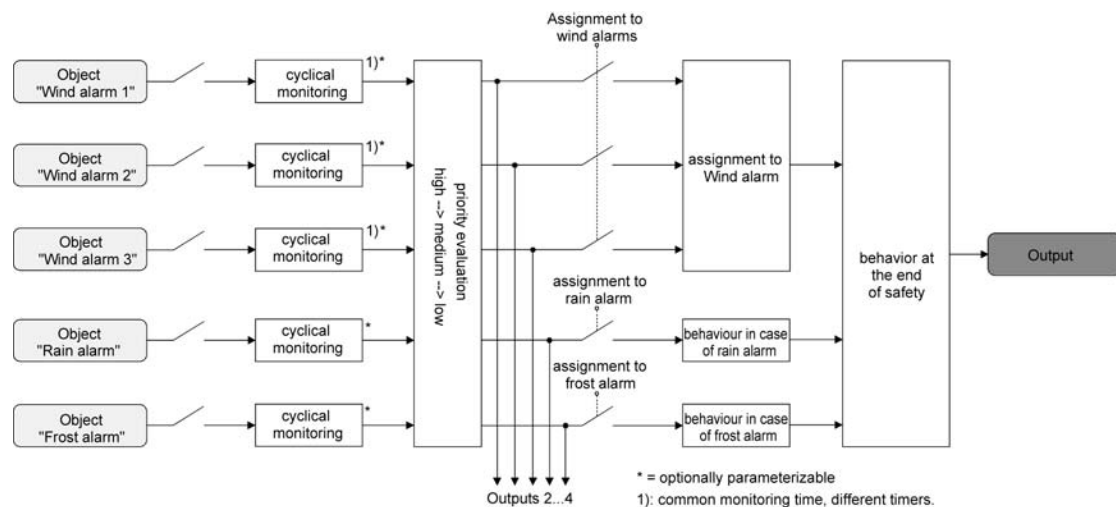 Assignment to
wind alarms
Object
"Wind alarm 1"
cyclical
monitoring
1)*
Object
"Wind alarm 2"
cyclical
monitoring
1)*
Object
"Wind alarm 3"
cyclical
monitoring
1)*
Object
"Rain alarm"
cyclical
monitoring
*
Object
"Frost alarm"
cyclical
monitoring
*
priority evaluation
high --> medium --> low
assignment to
Wind alarm
assignment to
rain alarm
behaviour in case
of rain alarm
assignment to
frost alarm
behaviour in case
of frost alarm
behavior at
the end
of safety
Output
Outputs 2...4
* = optionally parameterizable
1): common monitoring time, different timers.